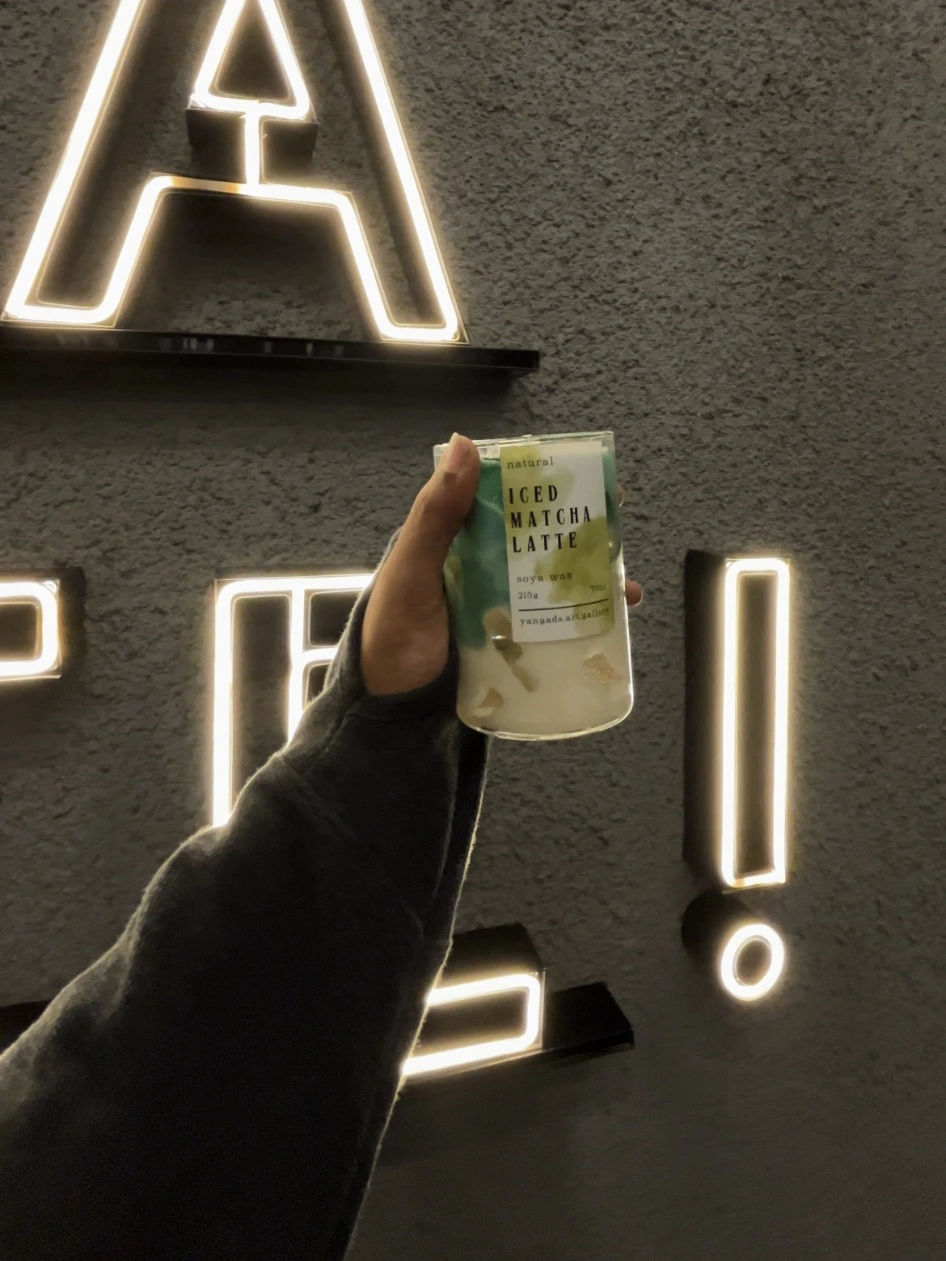 A
natural
ICED
MATCHA
LATTE
soya wax
215g
yangada art gallery
!